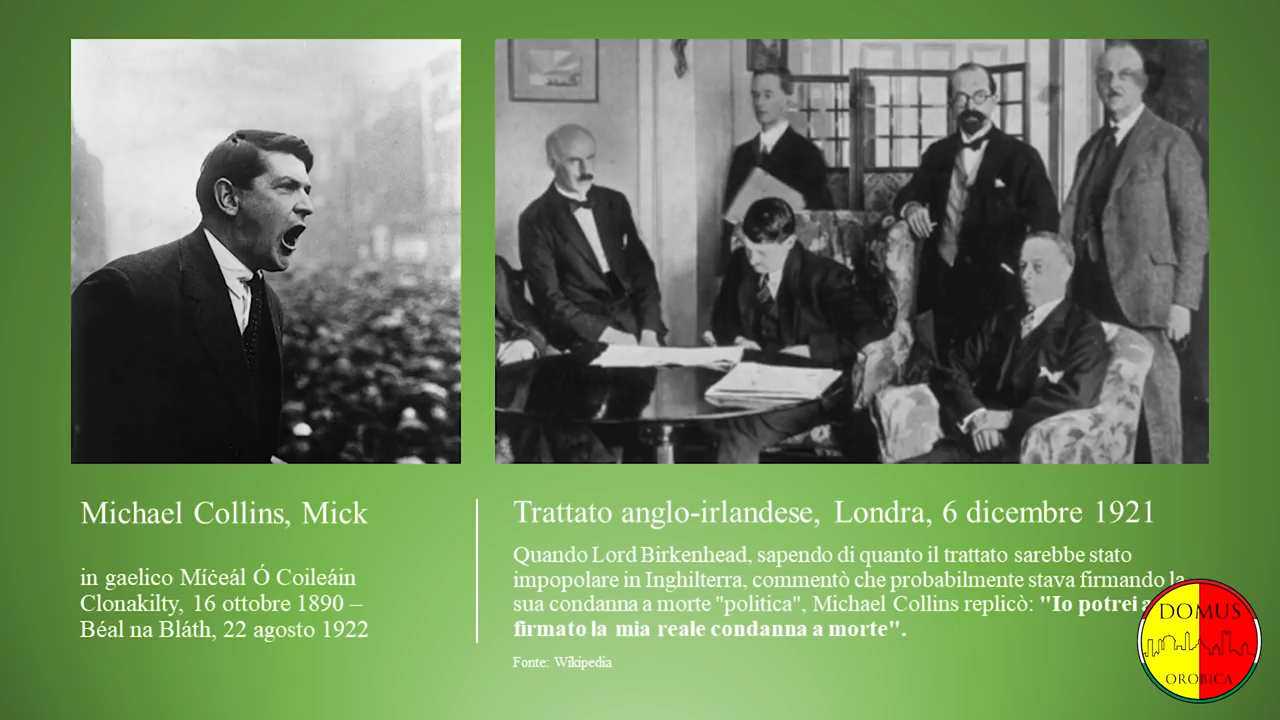 Michael Collins, Mick
in gaelico Míċeál Ó Coileáin
Clonakilty, 16 ottobre 1890 –
Béal na Bláth, 22 agosto 1922
Trattato anglo-irlandese, Londra, 6 dicembre 1921
Quando Lord Birkenhead, sapendo di quanto il trattato sarebbe stato
impopolare in Inghilterra, commentò che probabilmente stava firmando la
sua condanna a morte "politica", Michael Collins replicò: "Io potrei
firmato la mia reale condanna a morte".
Fonte: Wikipedia
DOMUS
OROBICA